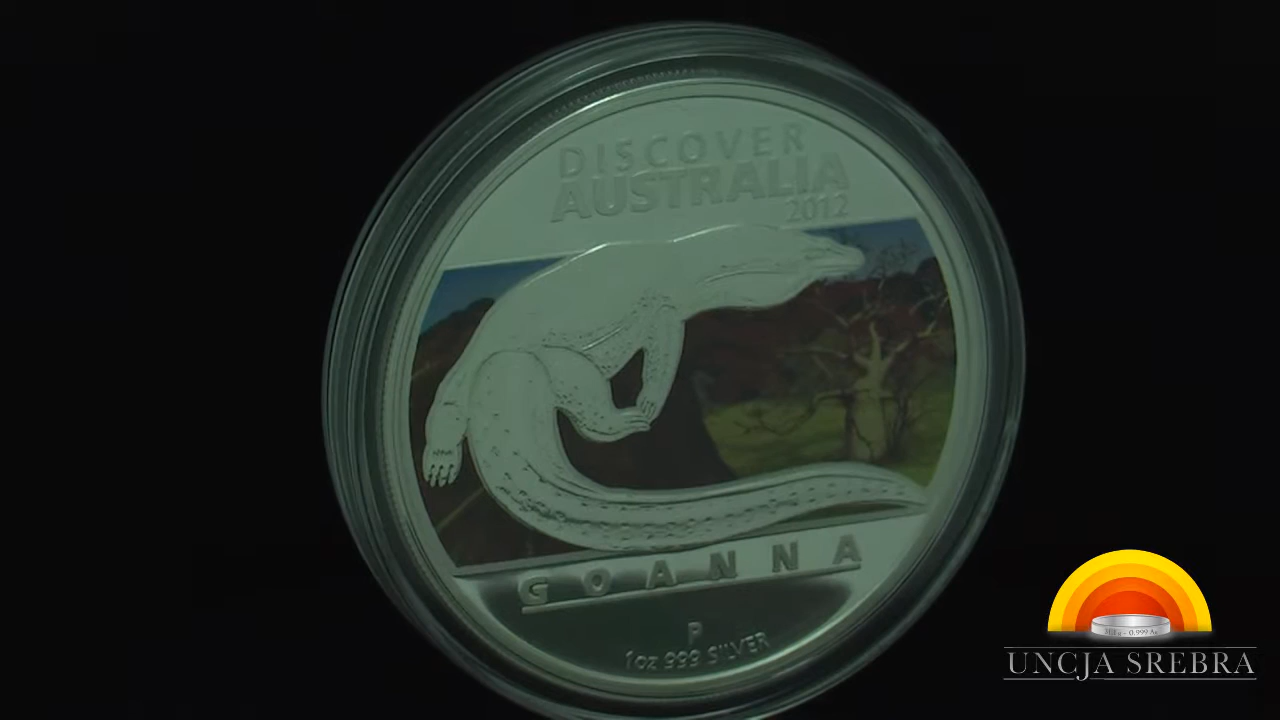 DISCOVER
AUSTRALIA
2012
GOANNA
P
1oz 999 SILVER
UNCJA SREBRA